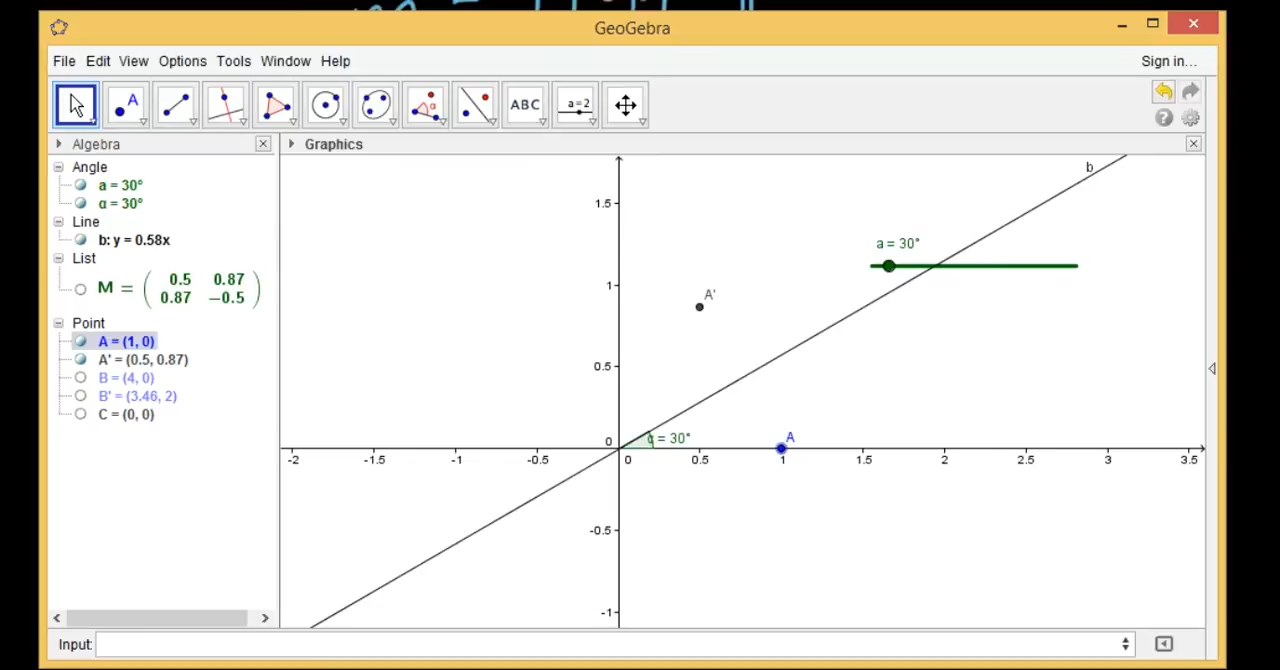 GeoGebra
File Edit View Options Tools Window Help Sign in...
A α ABC a=2
Algebra Graphics
Angle
a = 30°
α = 30°
Line
b: y = 0.58x
List
M = ( 0.5 0.87
0.87 −0.5 )
Point
A = (1, 0)
A' = (0.5, 0.87)
B = (4, 0)
B' = (3.46, 2)
C = (0, 0)
b
1.5
a = 30°
A'
1
0.5
0
α = 30°
A
-2 -1.5 -1 -0.5 0 0.5 1 1.5 2 2.5 3 3.5
-0.5
-1
Input: